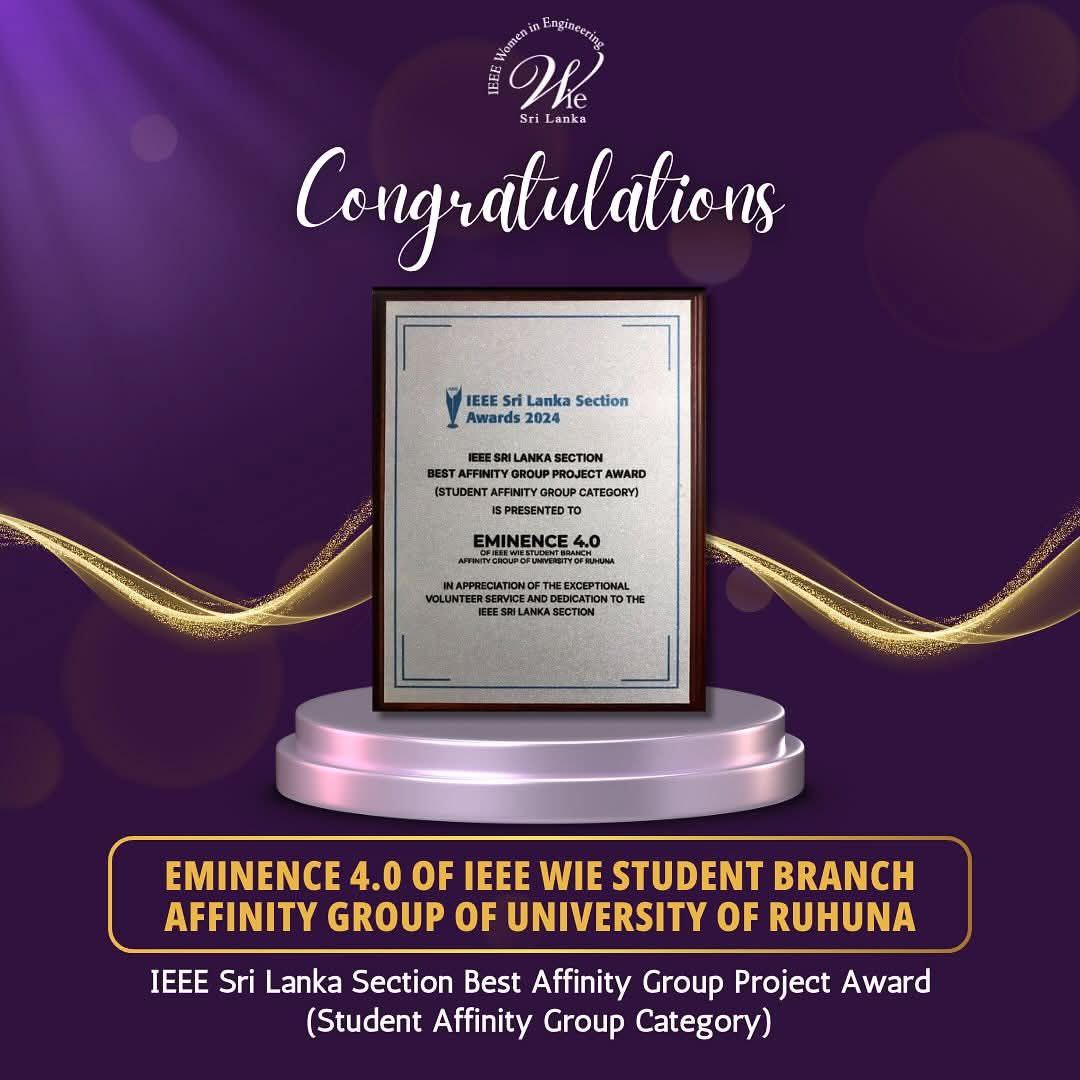 IEEE Women in Engineering
Wie
Sri Lanka
Congratulations
IEEE Sri Lanka Section
Awards 2024
IEEE SRI LANKA SECTION
BEST AFFINITY GROUP PROJECT AWARD
(STUDENT AFFINITY GROUP CATEGORY)
IS PRESENTED TO
EMINENCE 4.0
OF IEEE WIE STUDENT BRANCH
AFFINITY GROUP OF UNIVERSITY OF RUHUNA
IN APPRECIATION OF THE EXCEPTIONAL
VOLUNTEER SERVICE AND DEDICATION TO THE
IEEE SRI LANKA SECTION
EMINENCE 4.0 OF IEEE WIE STUDENT BRANCH
AFFINITY GROUP OF UNIVERSITY OF RUHUNA
IEEE Sri Lanka Section Best Affinity Group Project Award
(Student Affinity Group Category)